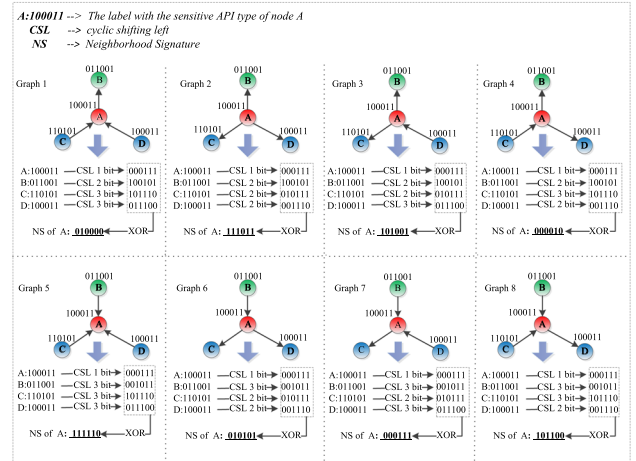 A:100011 --> The label with the sensitive API type of node A
CSL --> cyclic shifting left
NS --> Neighborhood Signature
Graph 1
011001
B
100011
A
110101
C
100011
D
A:100011 CSL 1 bit 000111
B:011001 CSL 2 bit 100101
C:110101 CSL 3 bit 101110
D:100011 CSL 3 bit 011100
NS of A: 010000 XOR
Graph 2
011001
B
100011
A
110101
C
100011
D
A:100011 CSL 1 bit 000111
B:011001 CSL 2 bit 100101
C:110101 CSL 2 bit 010111
D:100011 CSL 2 bit 001110
NS of A: 111011 XOR
Graph 3
011001
B
100011
A
110101
C
100011
D
A:100011 CSL 1 bit 000111
B:011001 CSL 2 bit 100101
C:110101 CSL 2 bit 010111
D:100011 CSL 3 bit 011100
NS of A: 101001 XOR
Graph 4
011001
B
100011
A
110101
C
100011
D
A:100011 CSL 1 bit 000111
B:011001 CSL 2 bit 100101
C:110101 CSL 3 bit 101110
D:100011 CSL 2 bit 001110
NS of A: 000010 XOR
Graph 5
011001
B
100011
A
110101
C
100011
D
A:100011 CSL 1 bit 000111
B:011001 CSL 3 bit 001011
C:110101 CSL 3 bit 101110
D:100011 CSL 3 bit 011100
NS of A: 111110 XOR
Graph 6
011001
B
100011
A
110101
C
100011
D
A:100011 CSL 1 bit 000111
B:011001 CSL 3 bit 001011
C:110101 CSL 2 bit 010111
D:100011 CSL 2 bit 001110
NS of A: 010101 XOR
Graph 7
011001
B
100011
A
110101
C
100011
D
A:100011 CSL 1 bit 000111
B:011001 CSL 3 bit 001011
C:110101 CSL 2 bit 010111
D:100011 CSL 3 bit 011100
NS of A: 000111 XOR
Graph 8
011001
B
100011
A
110101
C
100011
D
A:100011 CSL 1 bit 000111
B:011001 CSL 3 bit 001011
C:110101 CSL 3 bit 101110
D:100011 CSL 2 bit 001110
NS of A: 101100 XOR